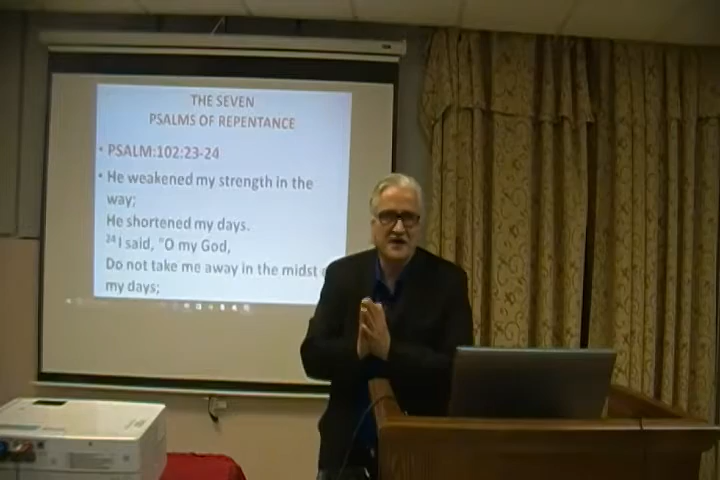 THE SEVEN
PSALMS OF REPENTANCE
• PSALM:102:23-24
• He weakened my strength in the
way;
He shortened my days.
24 I said, "O my God,
Do not take me away in the midst
my days;